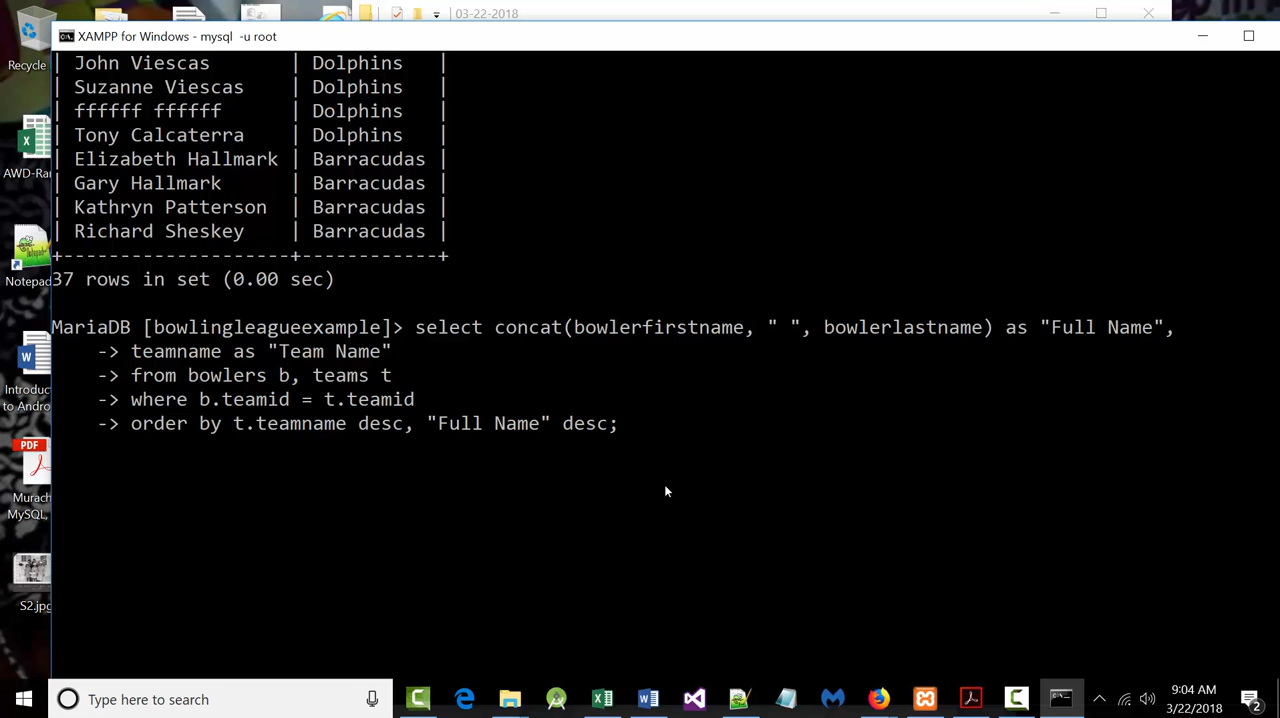 03-22-2018
XAMPP for Windows - mysql -u root
| John Viescas | Dolphins |
| Suzanne Viescas | Dolphins |
| ffffff ffffff | Dolphins |
| Tony Calcaterra | Dolphins |
| Elizabeth Hallmark | Barracudas |
| Gary Hallmark | Barracudas |
| Kathryn Patterson | Barracudas |
| Richard Sheskey | Barracudas |
+--------------------+------------+
37 rows in set (0.00 sec)
MariaDB [bowlingleagueexample]> select concat(bowlerfirstname, " ", bowlerlastname) as "Full Name",
-> teamname as "Team Name"
-> from bowlers b, teams t
-> where b.teamid = t.teamid
-> order by t.teamname desc, "Full Name" desc;
Recycle
AWD-Ran
Notepad
Introduc
to Andro
PDF
Murach
MySQL,
S2.jpg
Type here to search
9:04 AM
3/22/2018
2